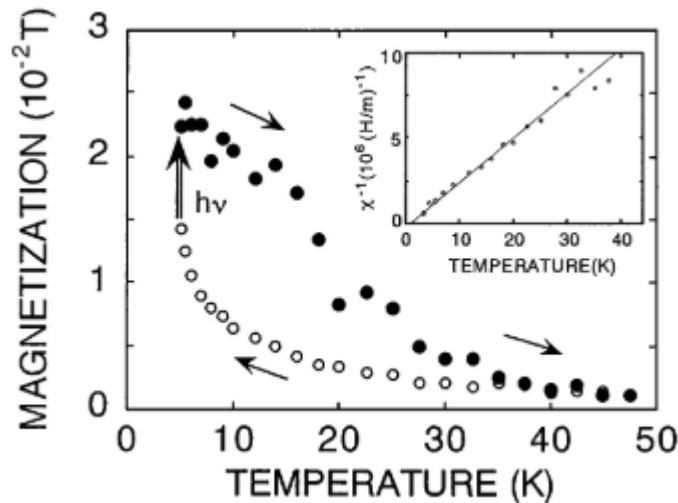 MAGNETIZATION (10⁻²T)
3
2
1
0
hν
0 10 20 30 40 50
TEMPERATURE (K)
χ⁻¹(10⁶ (H/m)⁻¹)
10
5
0
0 10 20 30 40
TEMPERATURE(K)